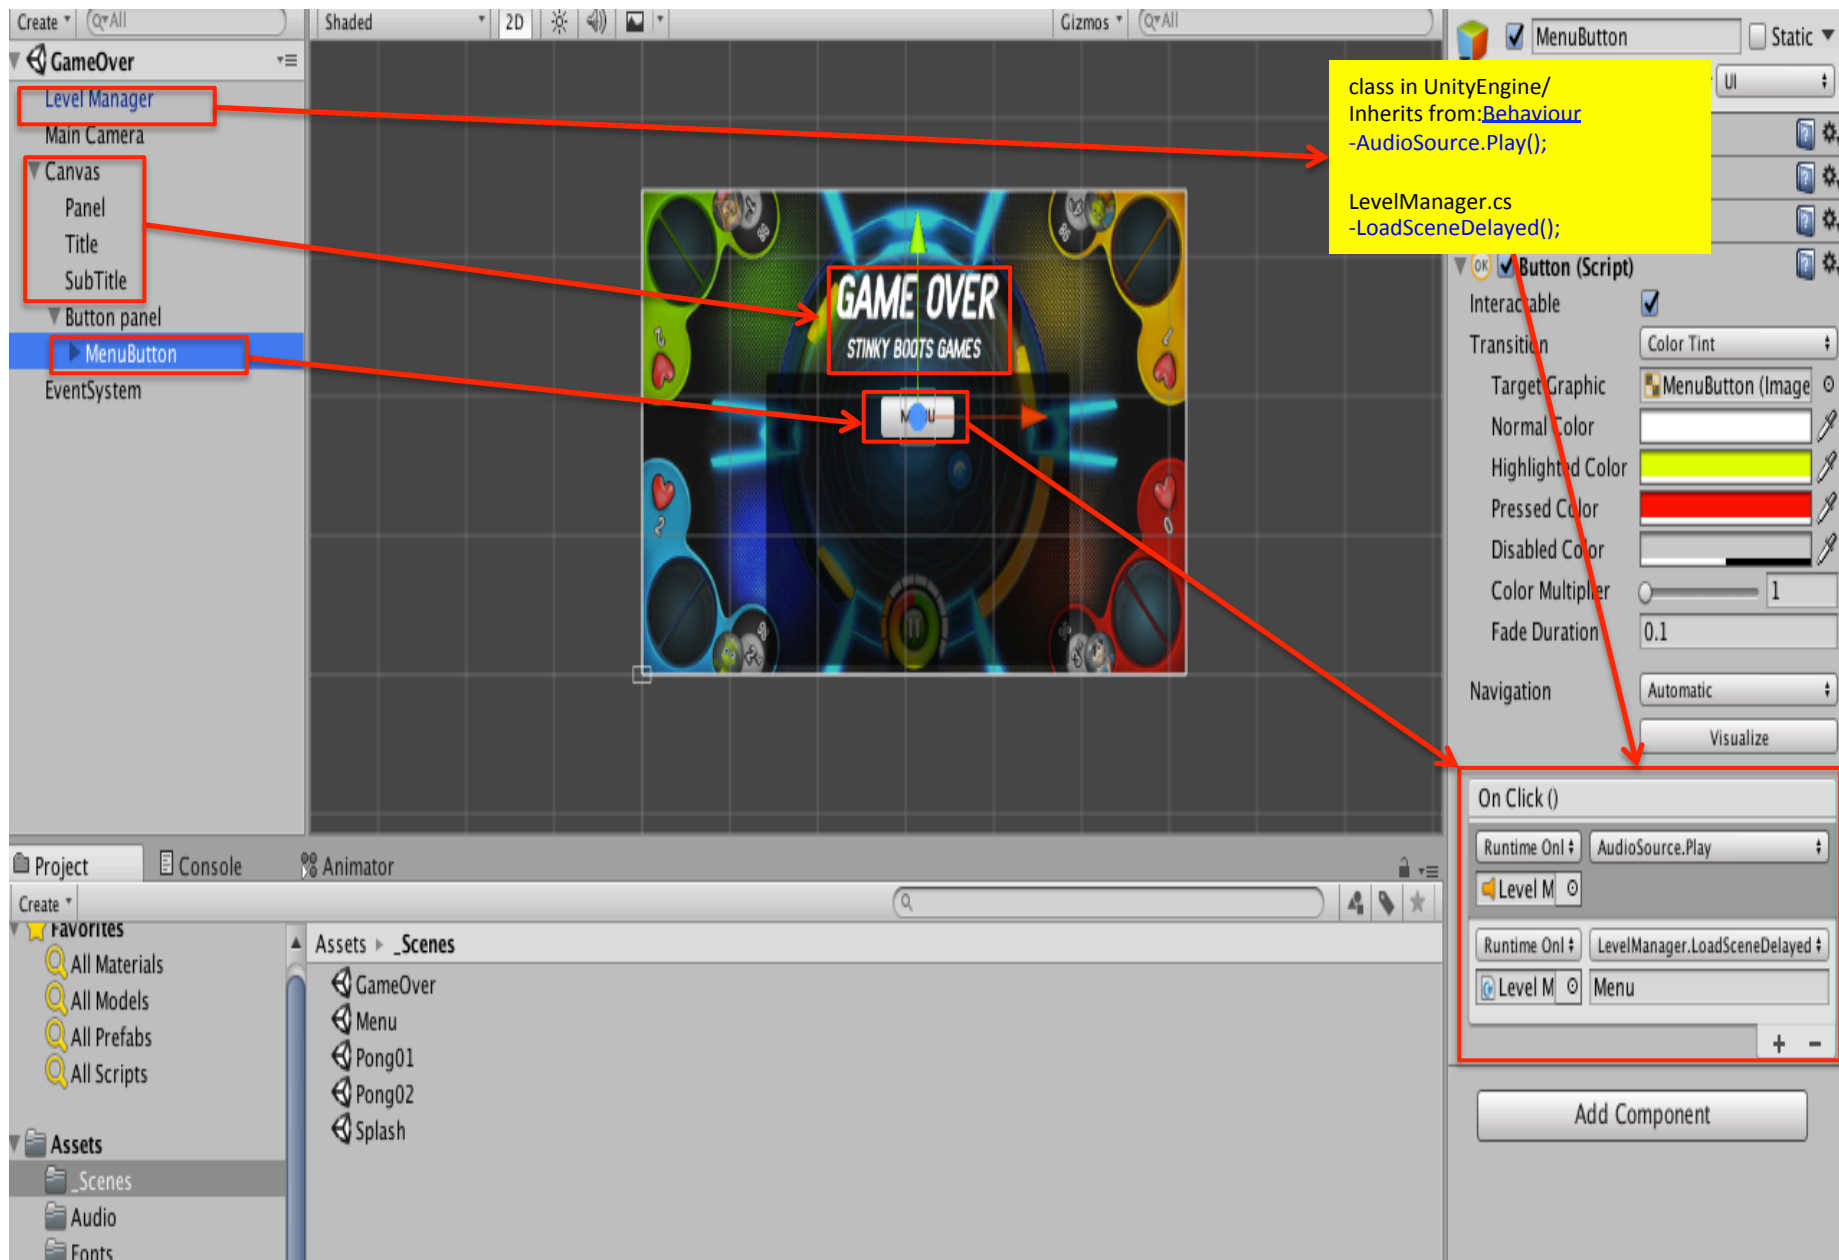 Create
All
GameOver
Level Manager
Main Camera
Canvas
Panel
Title
SubTitle
Button panel
MenuButton
EventSystem
Shaded
2D
Gizmos
All
GAME OVER
STINKY BOOTS GAMES
MenuButton
Static
UI
class in UnityEngine/
Inherits from:Behaviour
-AudioSource.Play();
LevelManager.cs
-LoadSceneDelayed();
OK
Button (Script)
Interactable
Transition
Color Tint
Target Graphic
MenuButton (Image
Normal Color
Highlighted Color
Pressed Color
Disabled Color
Color Multiplier
1
Fade Duration
0.1
Navigation
Automatic
Visualize
On Click ()
Runtime Onl
AudioSource.Play
Level M
Runtime Onl
LevelManager.LoadSceneDelayed
Level M
Menu
+ -
Add Component
Project
Console
Animator
Create
Favorites
All Materials
All Models
All Prefabs
All Scripts
Assets
_Scenes
Audio
Fonts
Assets
_Scenes
GameOver
Menu
Pong01
Pong02
Splash